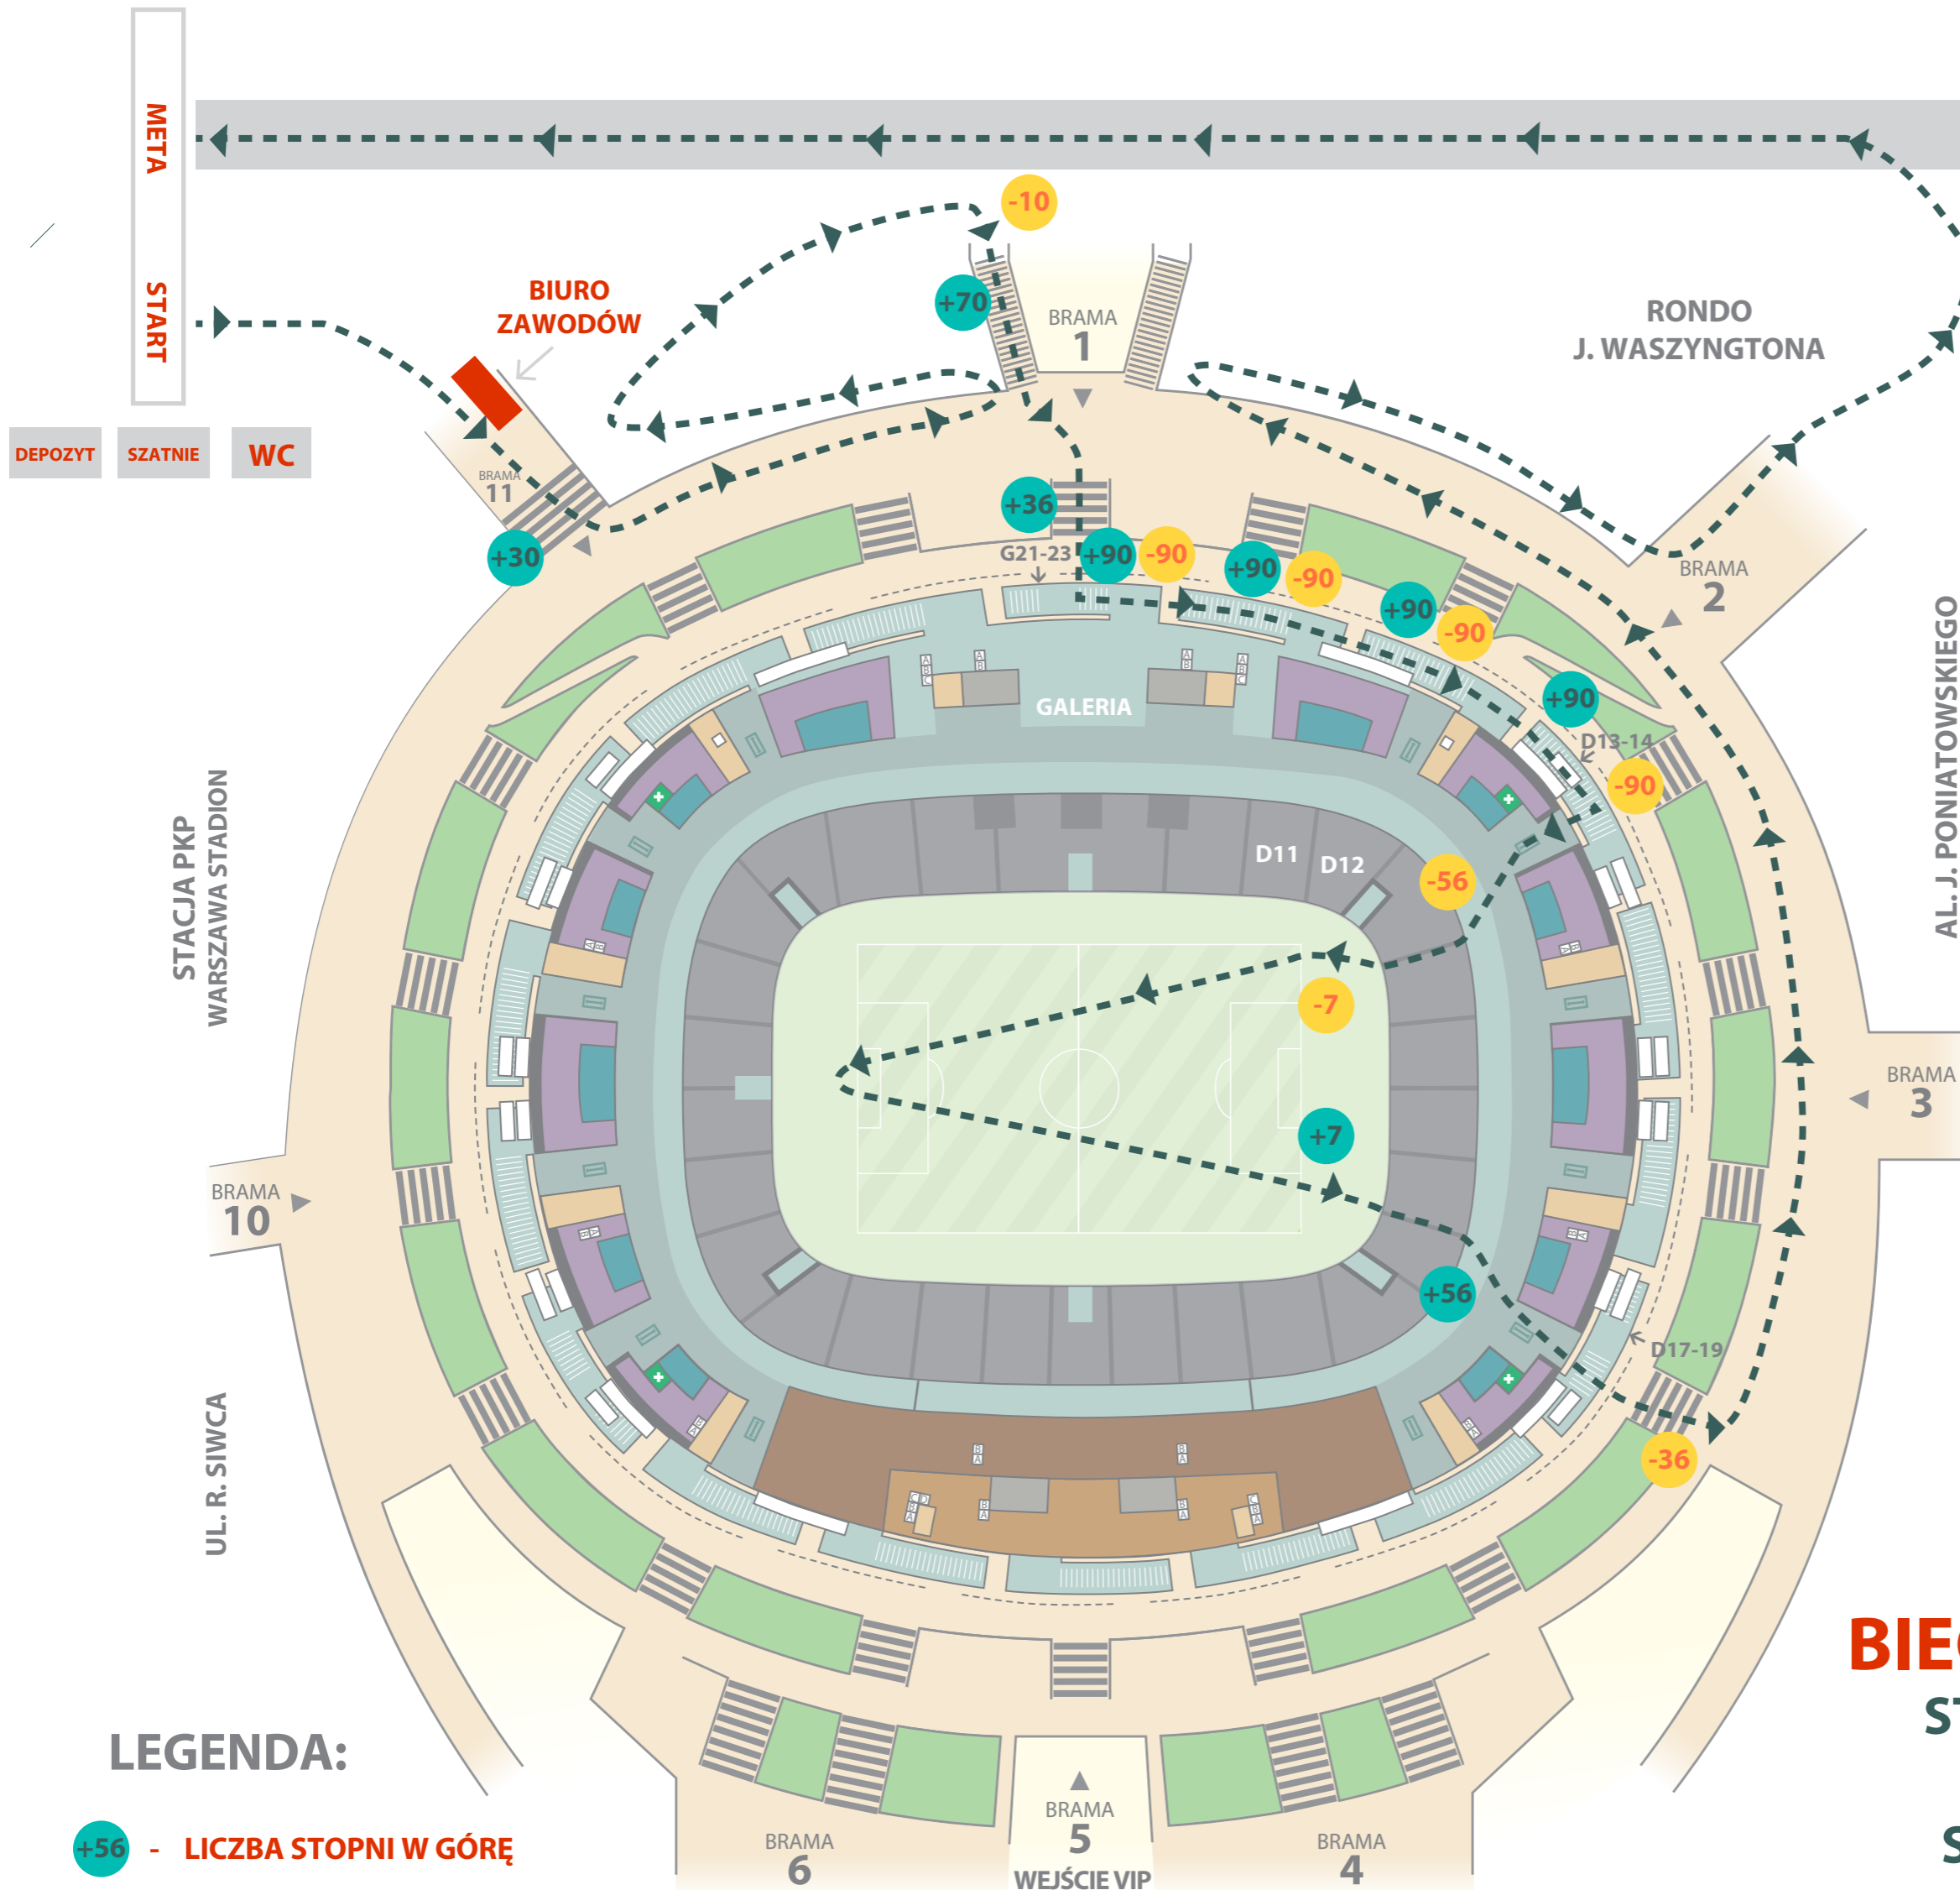 META
START
-10
BIURO
ZAWODÓW
+70
BRAMA
1
RONDO
J. WASZYNGTONA
DEPOZYT
SZATNIE
WC
BRAMA
11
+30
+36
G21-23
+90
-90
+90
-90
+90
-90
BRAMA
2
+90
D13-14
-90
GALERIA
AL. J. PONIATOWSKIEGO
STACJA PKP
WARSZAWA STADION
D11
D12
-56
-7
BRAMA
3
+7
BRAMA
10
+56
D17-19
-36
UL. R. SIWCA
BIEG
ST
LEGENDA:
+56 - LICZBA STOPNI W GÓRĘ
BRAMA
6
BRAMA
5
WEJŚCIE VIP
BRAMA
4
S